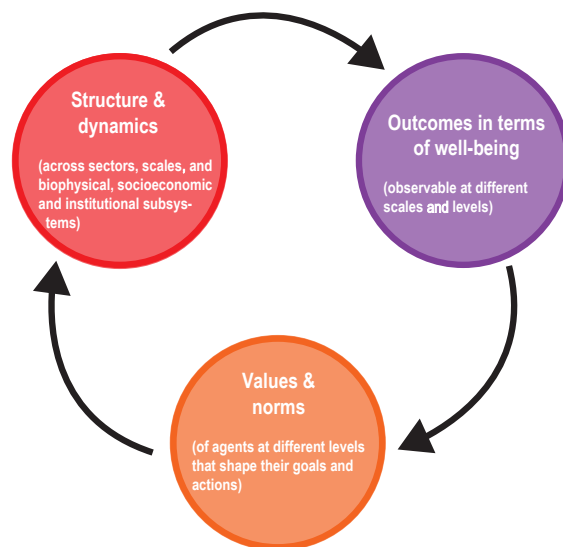 Structure &
dynamics
(across sectors, scales, and
biophysical, socioeconomic
and institutional subsys-
tems)
Outcomes in terms
of well-being
(observable at different
scales and levels)
Values &
norms
(of agents at different levels
that shape their goals and
actions)